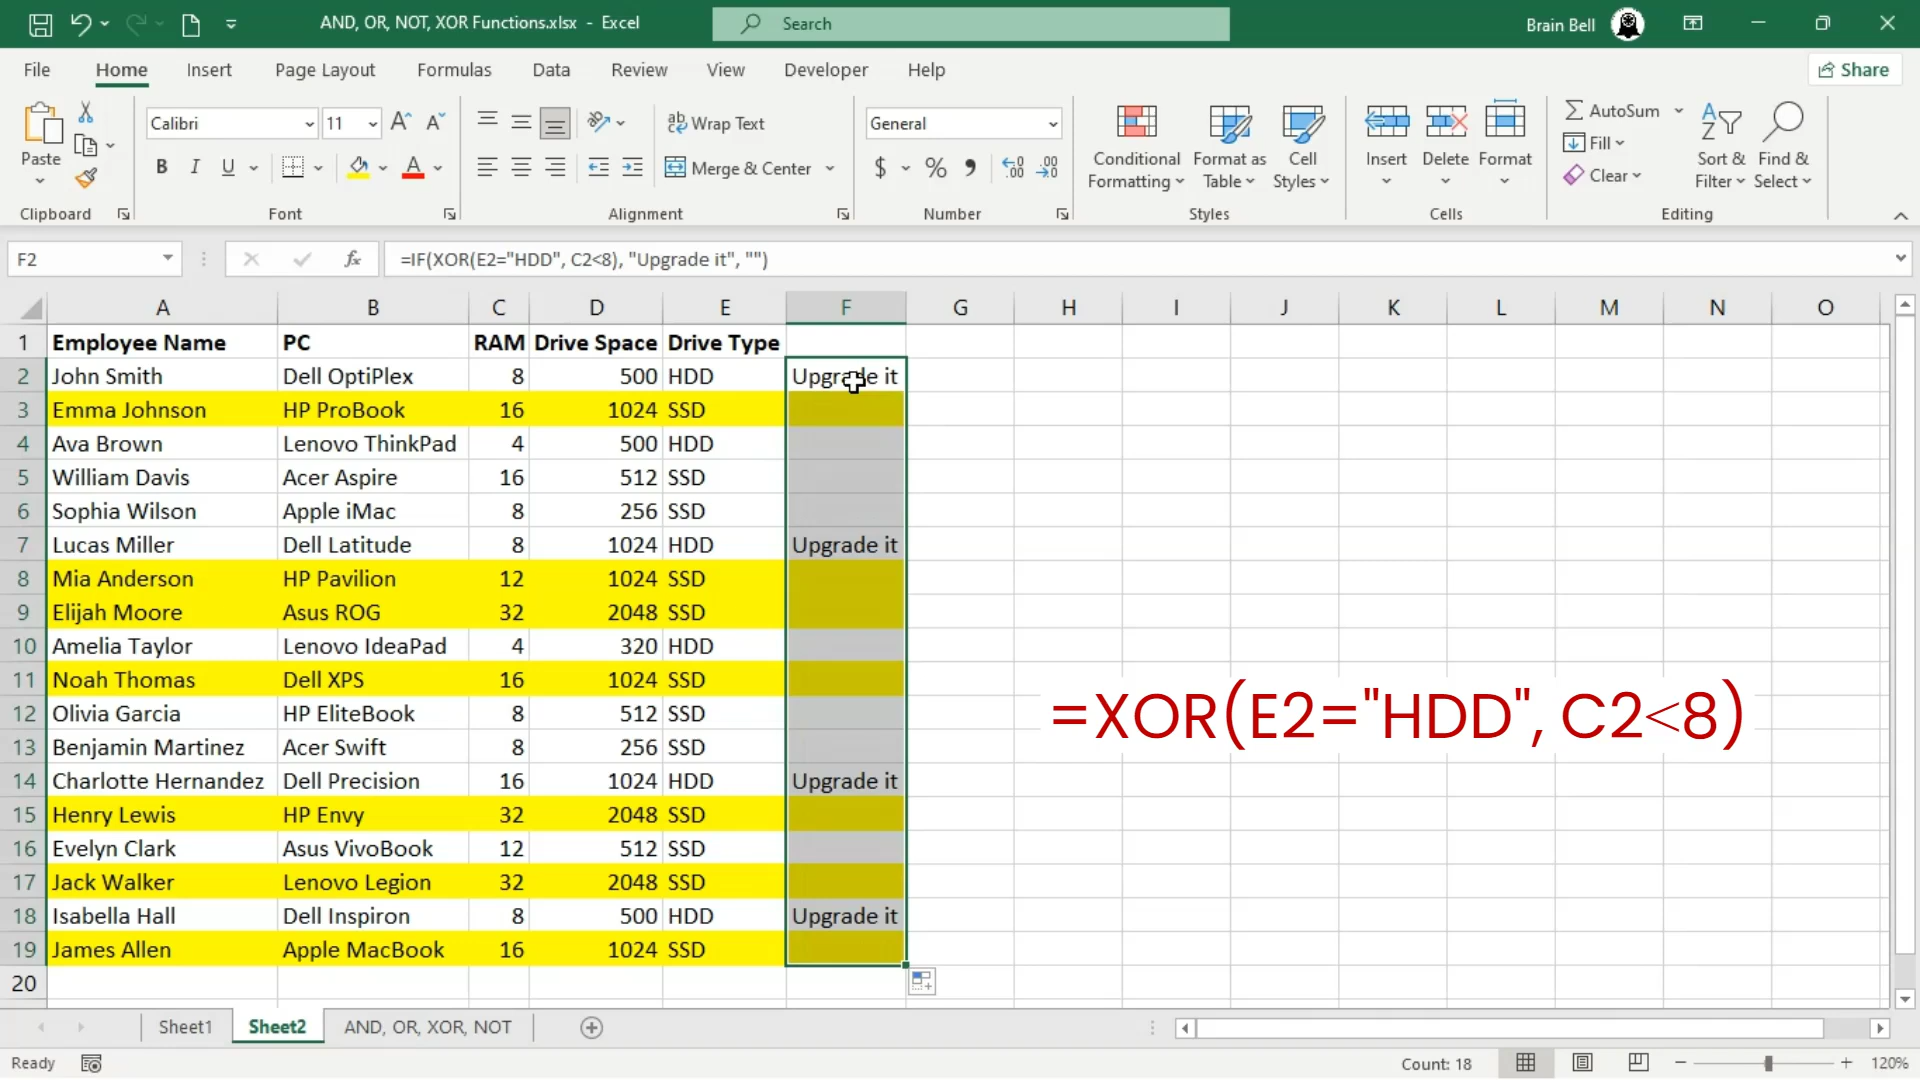 AND, OR, NOT, XOR Functions.xlsx - Excel
Search
Brain Bell
File Home Insert Page Layout Formulas Data Review View Developer Help
Share
Paste
Clipboard
Calibri 11
B I U
Font
Wrap Text
Merge & Center
Alignment
General
$ % 9
Number
Conditional Formatting
Format as Table
Cell Styles
Styles
Insert Delete Format
Cells
AutoSum
Fill
Clear
Sort & Filter
Find & Select
Editing
F2
fx
=IF(XOR(E2="HDD", C2<8), "Upgrade it", "")
A B C D E F G H I J K L M N O
1 Employee Name PC RAM Drive Space Drive Type
2 John Smith Dell OptiPlex 8 500 HDD Upgrade it
3 Emma Johnson HP ProBook 16 1024 SSD
4 Ava Brown Lenovo ThinkPad 4 500 HDD
5 William Davis Acer Aspire 16 512 SSD
6 Sophia Wilson Apple iMac 8 256 SSD
7 Lucas Miller Dell Latitude 8 1024 HDD Upgrade it
8 Mia Anderson HP Pavilion 12 1024 SSD
9 Elijah Moore Asus ROG 32 2048 SSD
10 Amelia Taylor Lenovo IdeaPad 4 320 HDD
11 Noah Thomas Dell XPS 16 1024 SSD
12 Olivia Garcia HP EliteBook 8 512 SSD
13 Benjamin Martinez Acer Swift 8 256 SSD
14 Charlotte Hernandez Dell Precision 16 1024 HDD Upgrade it
15 Henry Lewis HP Envy 32 2048 SSD
16 Evelyn Clark Asus VivoBook 12 512 SSD
17 Jack Walker Lenovo Legion 32 2048 SSD
18 Isabella Hall Dell Inspiron 8 500 HDD Upgrade it
19 James Allen Apple MacBook 16 1024 SSD
20
=XOR(E2="HDD", C2<8)
Sheet1 Sheet2 AND, OR, XOR, NOT
Ready
Count: 18
120%